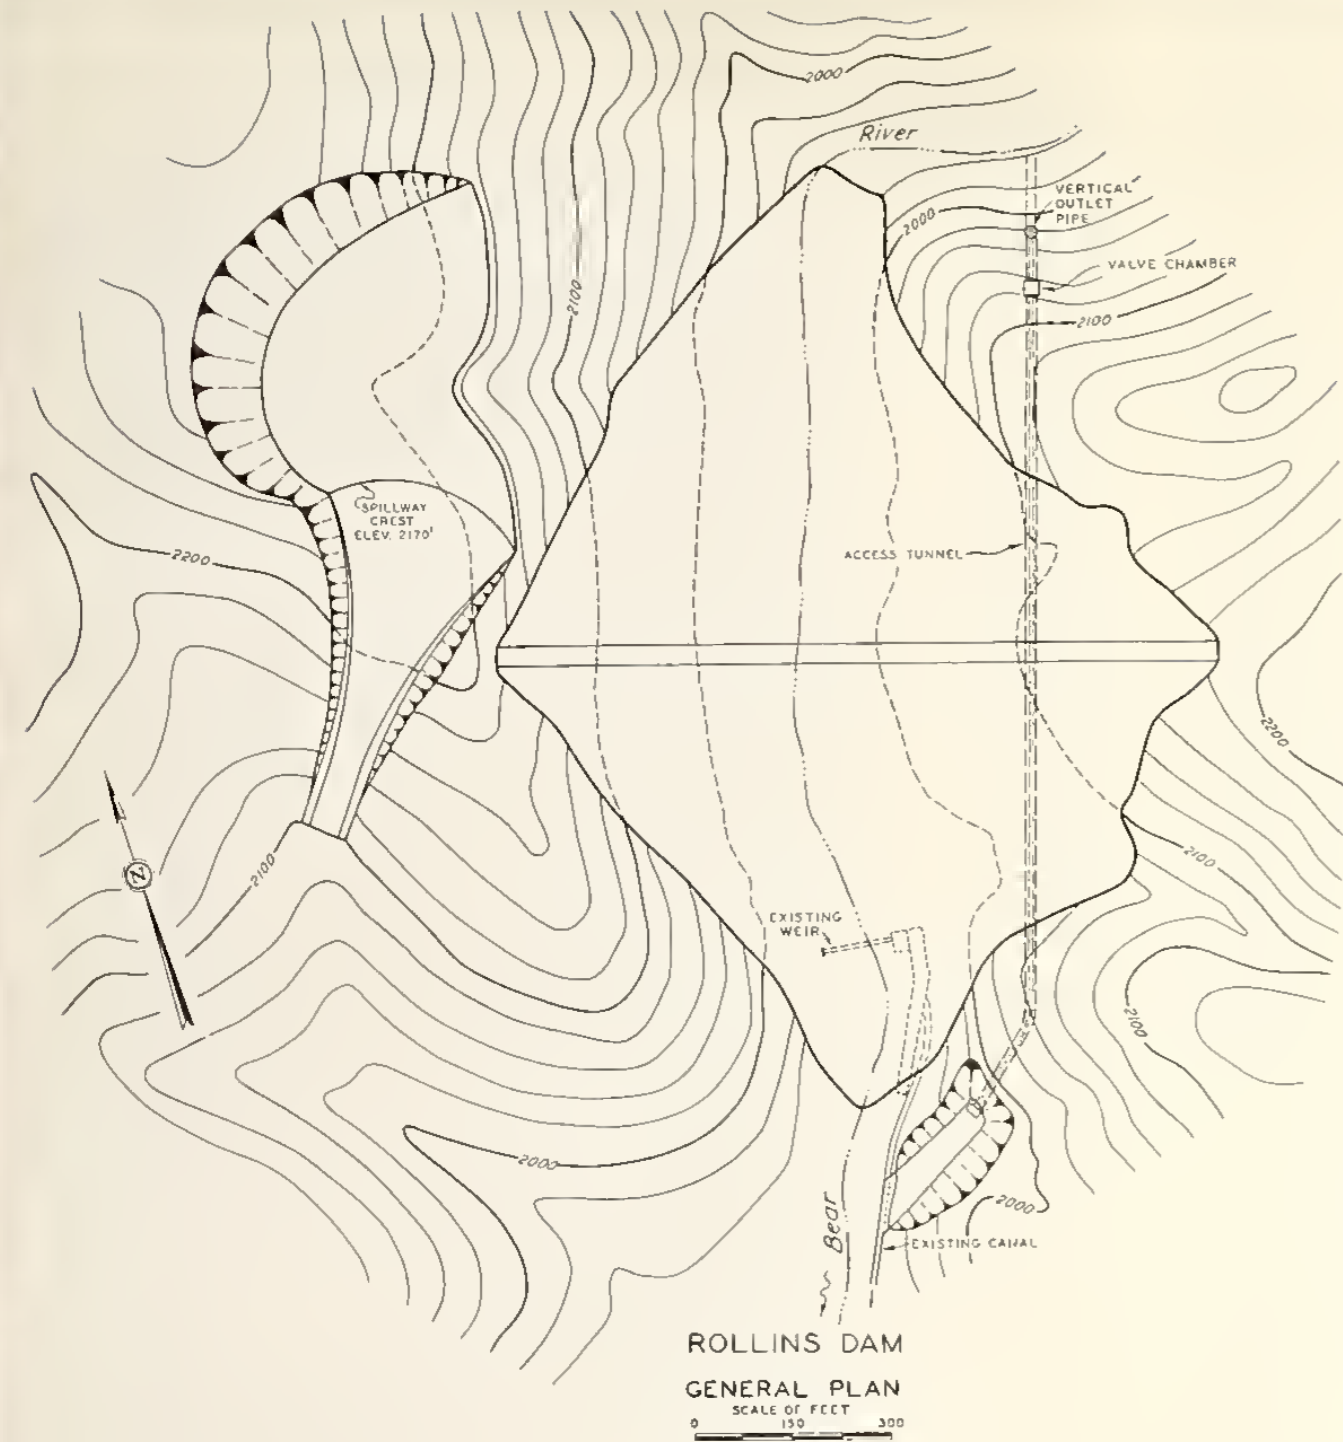 2000
River
VERTICAL
OUTLET
PIPE
2000
VALVE CHAMBER
2100
2100
SPILLWAY
CREST
ELEV. 2170'
2200
ACCESS TUNNEL
2200
2100
2100
N
EXISTING
WEIR
2100
2000
2000
Bear
EXISTING CANAL
ROLLINS DAM
GENERAL PLAN
SCALE OF FEET
0 150 300